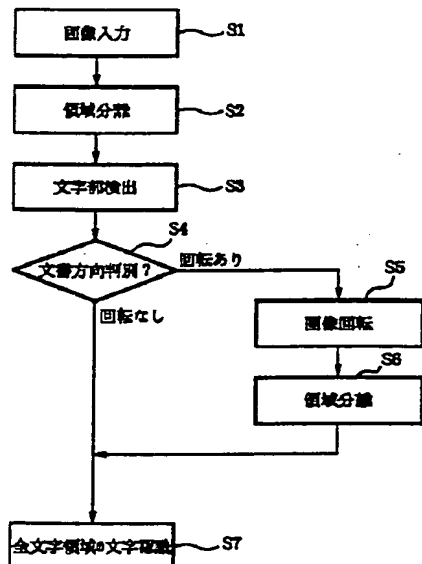 画像入力 S1
領域分離 S2
文字部検出 S3
S4
文書方向判別?
回転あり
回転なし
S5
画像回転
S6
領域分離
全文字領域の文字認識 S7